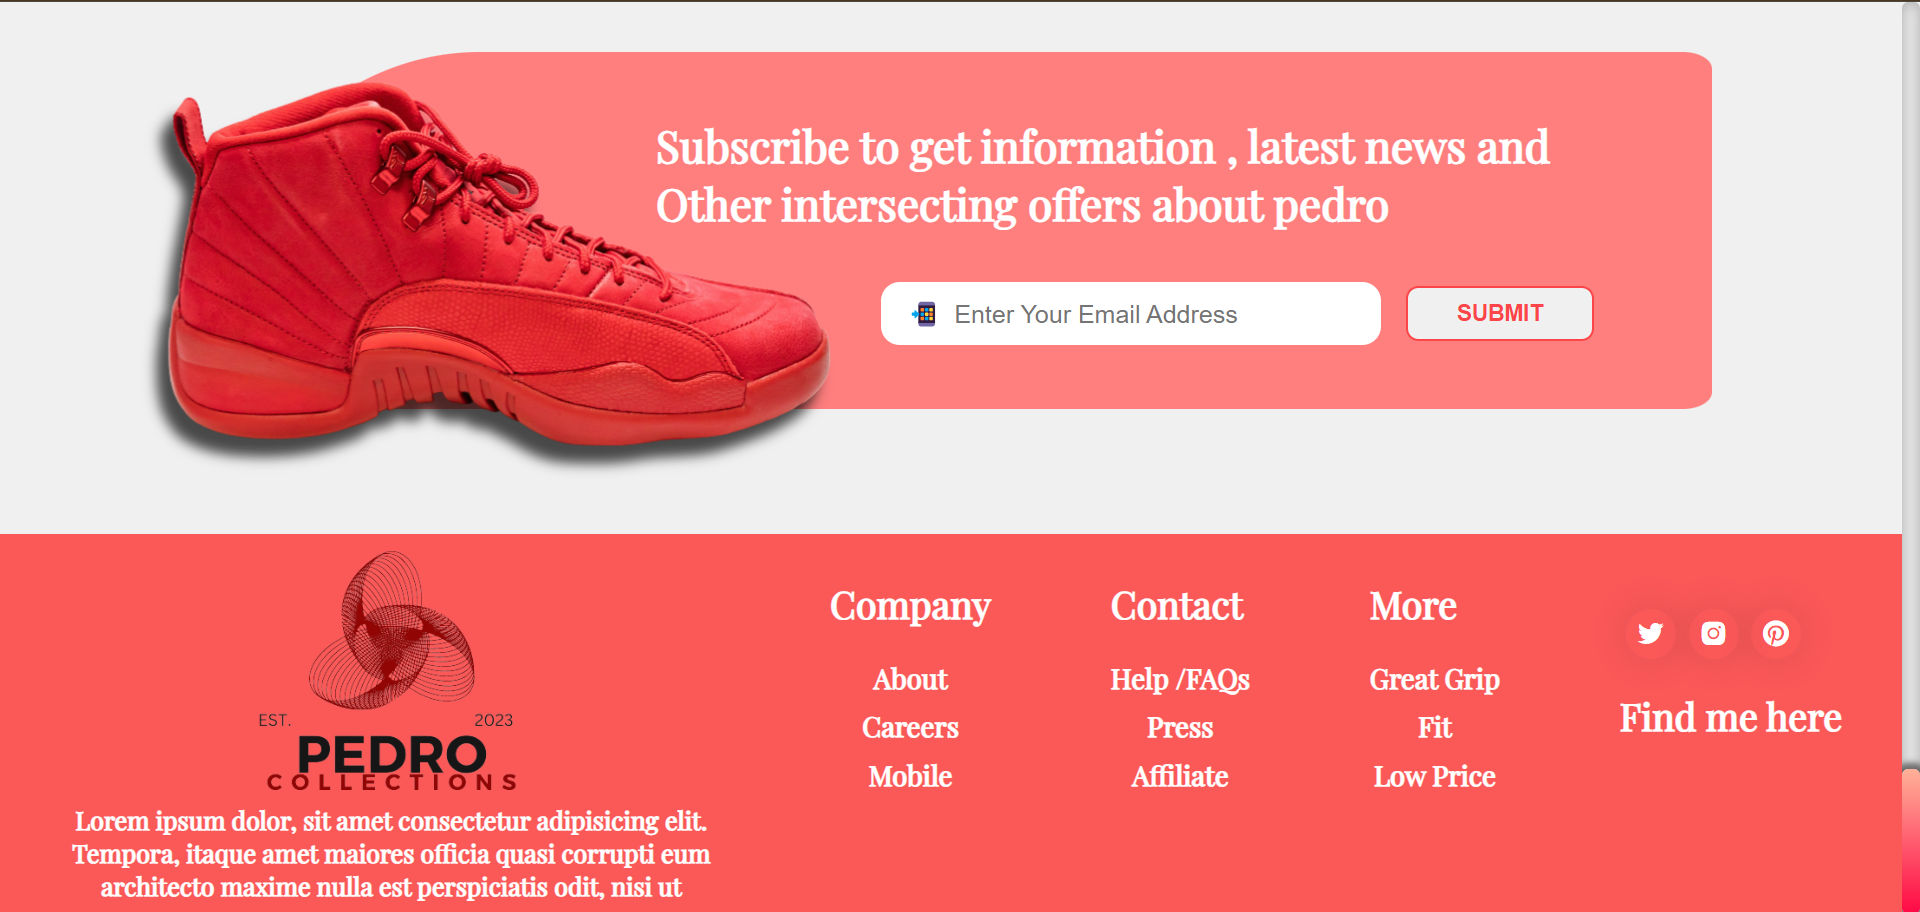 Subscribe to get information , latest news and
Other intersecting offers about pedro
Enter Your Email Address
SUBMIT
EST. 2023
PEDRO
COLLECTIONS
Lorem ipsum dolor, sit amet consectetur adipisicing elit.
Tempora, itaque amet maiores officia quasi corrupti eum
architecto maxime nulla est perspiciatis odit, nisi ut
Company
About
Careers
Mobile
Contact
Help /FAQs
Press
Affiliate
More
Great Grip
Fit
Low Price
Find me here